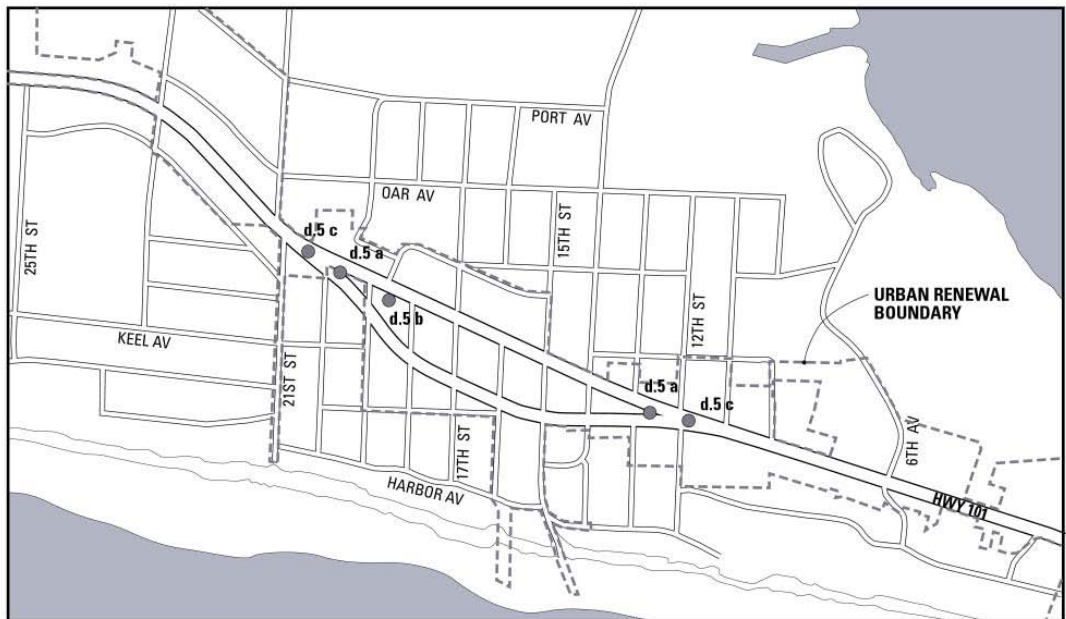 PORT AV
OAR AV
15TH ST
25TH ST
d.5 c
d.5 a
d.5 b
12TH ST
URBAN RENEWAL
BOUNDARY
KEEL AV
21ST ST
d.5 a
d.5 c
17TH ST
6TH AV
HARBOR AV
HWY 101